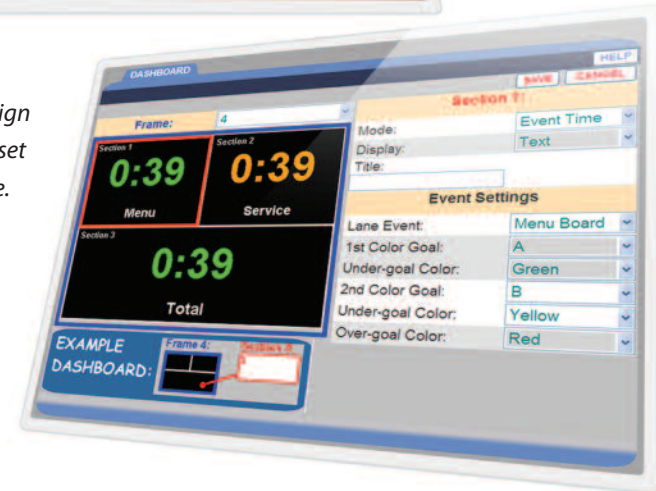 ign
set
e.
DASHBOARD
HELP
SAVE CANCEL
Frame: 4
Section 1
0:39
Menu
Section 2
0:39
Service
Section 3
0:39
Total
EXAMPLE
DASHBOARD:
Frame 4:
Section 1:
Mode: Event Time
Display: Text
Title:
Event Settings
Lane Event: Menu Board
1st Color Goal: A
Under-goal Color: Green
2nd Color Goal: B
Under-goal Color: Yellow
Over-goal Color: Red